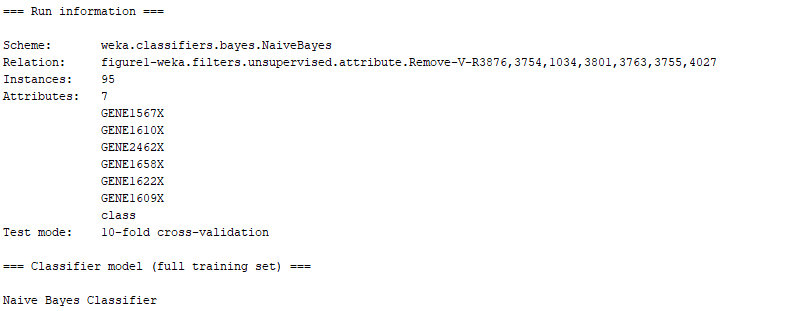 === Run information ===
Scheme: weka.classifiers.bayes.NaiveBayes
Relation: figure1-weka.filters.unsupervised.attribute.Remove-V-R3876,3754,1034,3801,3763,3755,4027
Instances: 95
Attributes: 7
GENE1567X
GENE1610X
GENE2462X
GENE1658X
GENE1622X
GENE1609X
class
Test mode: 10-fold cross-validation
=== Classifier model (full training set) ===
Naive Bayes Classifier